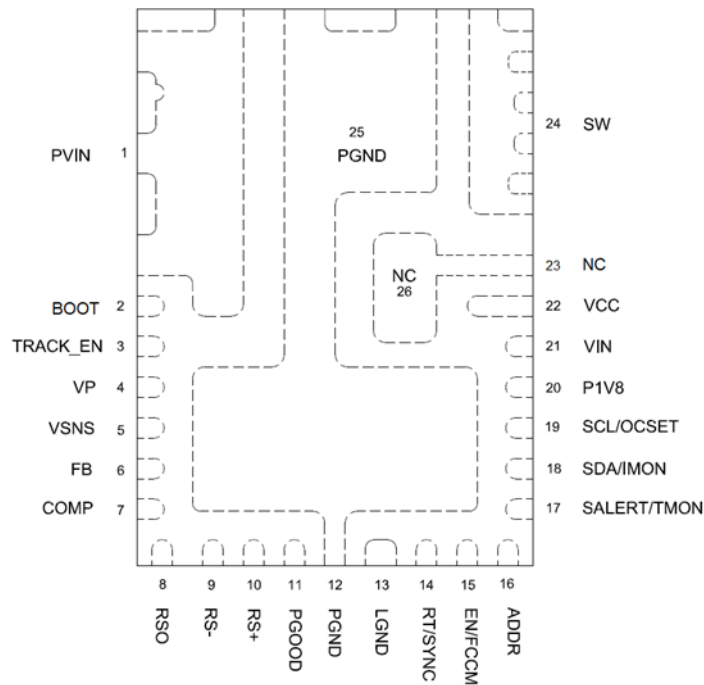 25
PGND
24 SW
PVIN 1
23 NC
NC
26
BOOT 2
22 VCC
TRACK_EN 3
21 VIN
VP 4
20 P1V8
VSNS 5
19 SCL/OCSET
FB 6
18 SDA/IMON
COMP 7
17 SALERT/TMON
8 9 10 11 12 13 14 15 16
RSO
RS-
RS+
PGOOD
PGND
LGND
RT/SYNC
EN/FCCM
ADDR